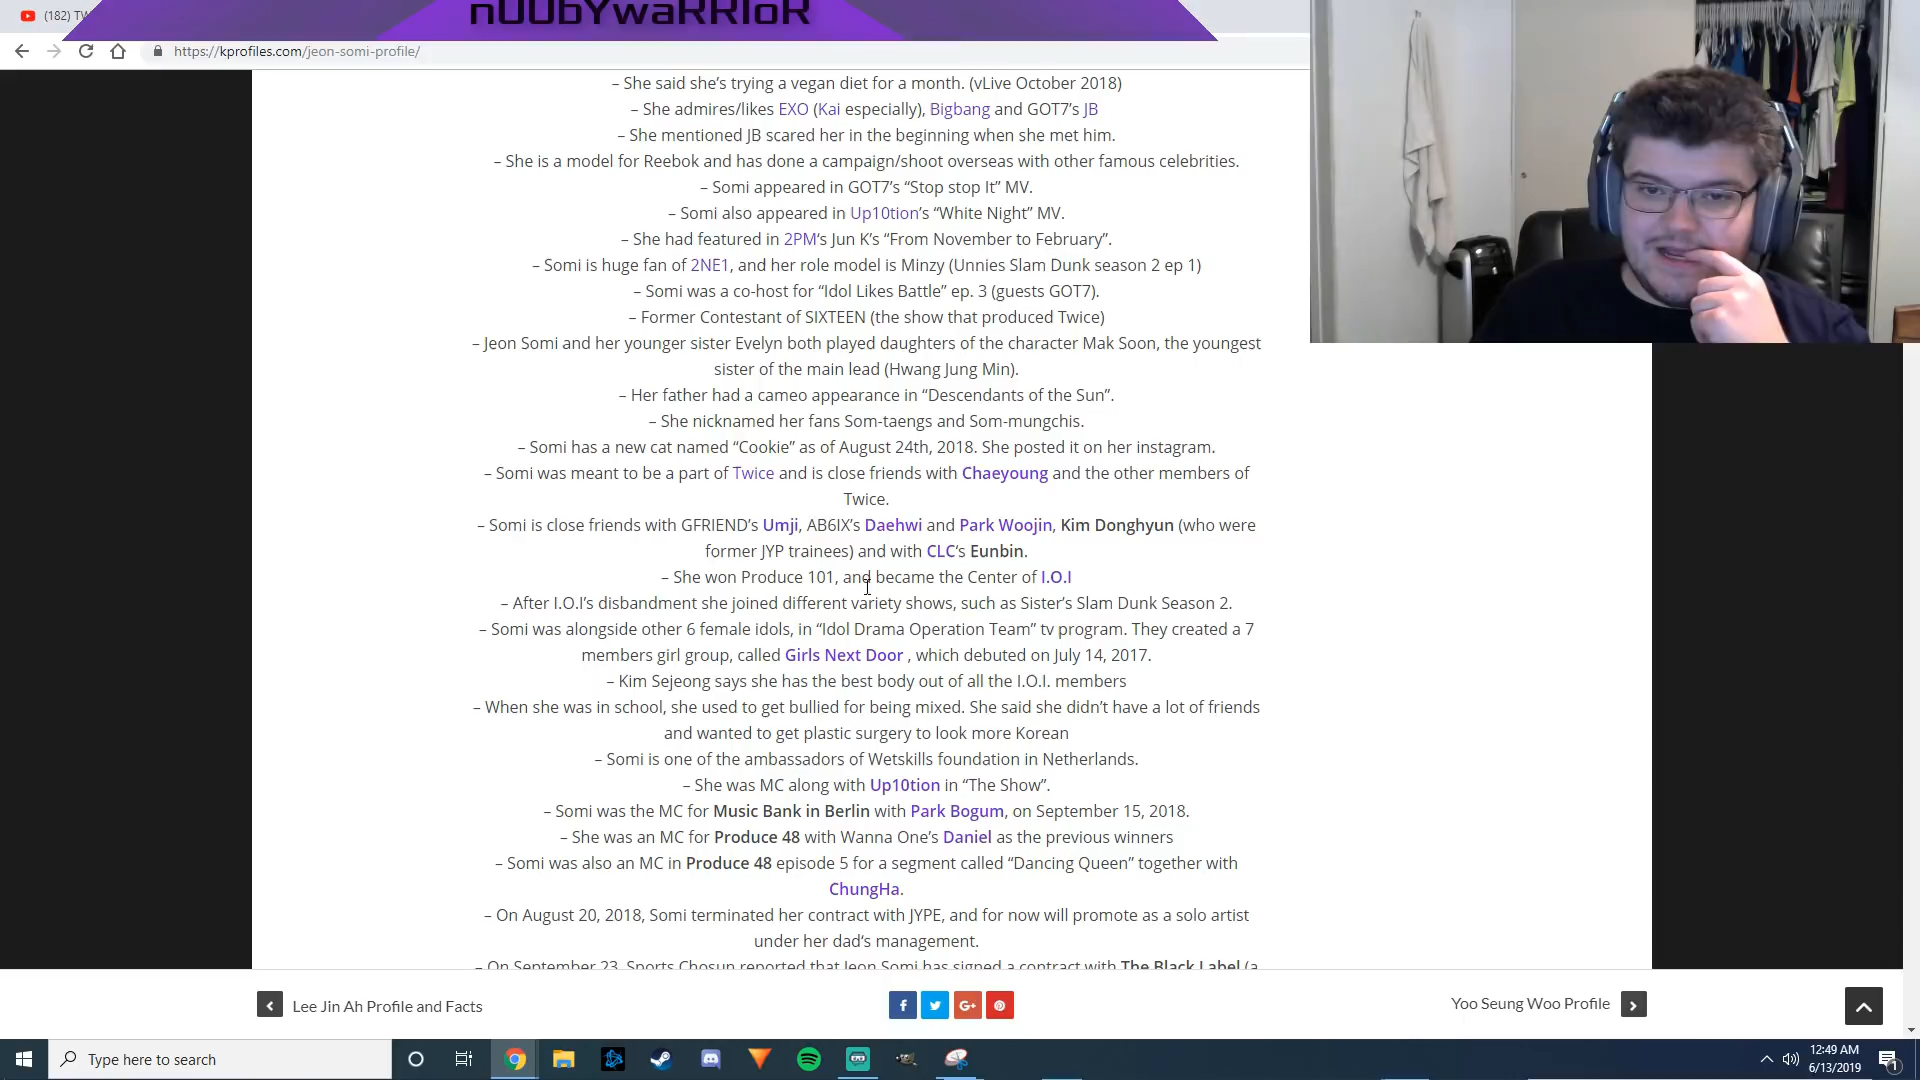 (182) TW
nUUbYwaRRIoR
https://kprofiles.com/jeon-somi-profile/
– She said she’s trying a vegan diet for a month. (vLive October 2018)
– She admires/likes EXO (Kai especially), Bigbang and GOT7’s JB
– She mentioned JB scared her in the beginning when she met him.
– She is a model for Reebok and has done a campaign/shoot overseas with other famous celebrities.
– Somi appeared in GOT7’s “Stop stop It” MV.
– Somi also appeared in Up10tion’s “White Night” MV.
– She had featured in 2PM‘s Jun K’s “From November to February”.
– Somi is huge fan of 2NE1, and her role model is Minzy (Unnies Slam Dunk season 2 ep 1)
– Somi was a co-host for “Idol Likes Battle” ep. 3 (guests GOT7).
– Former Contestant of SIXTEEN (the show that produced Twice)
– Jeon Somi and her younger sister Evelyn both played daughters of the character Mak Soon, the youngest
sister of the main lead (Hwang Jung Min).
– Her father had a cameo appearance in “Descendants of the Sun”.
– She nicknamed her fans Som-taengs and Som-mungchis.
– Somi has a new cat named “Cookie” as of August 24th, 2018. She posted it on her instagram.
– Somi was meant to be a part of Twice and is close friends with Chaeyoung and the other members of
Twice.
– Somi is close friends with GFRIEND’s Umji, AB6IX’s Daehwi and Park Woojin, Kim Donghyun (who were
former JYP trainees) and with CLC‘s Eunbin.
– She won Produce 101, and became the Center of I.O.I
– After I.O.I’s disbandment she joined different variety shows, such as Sister’s Slam Dunk Season 2.
– Somi was alongside other 6 female idols, in “Idol Drama Operation Team” tv program. They created a 7
members girl group, called Girls Next Door , which debuted on July 14, 2017.
– Kim Sejeong says she has the best body out of all the I.O.I. members
– When she was in school, she used to get bullied for being mixed. She said she didn’t have a lot of friends
and wanted to get plastic surgery to look more Korean
– Somi is one of the ambassadors of Wetskills foundation in Netherlands.
– She was MC along with Up10tion in “The Show”.
– Somi was the MC for Music Bank in Berlin with Park Bogum, on September 15, 2018.
– She was an MC for Produce 48 with Wanna One’s Daniel as the previous winners
– Somi was also an MC in Produce 48 episode 5 for a segment called “Dancing Queen” together with
ChungHa.
– On August 20, 2018, Somi terminated her contract with JYPE, and for now will promote as a solo artist
under her dad‘s management.
– On September 23, Sports Chosun reported that Jeon Somi has signed a contract with The Black Label (a
Lee Jin Ah Profile and Facts
Yoo Seung Woo Profile
Type here to search
12:49 AM
6/13/2019
1